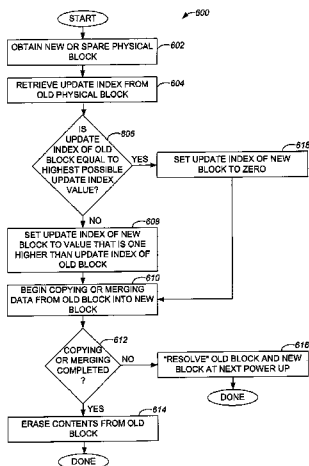 START
600
602
OBTAIN NEW OR SPARE PHYSICAL
BLOCK
604
RETRIEVE UPDATE INDEX FROM
OLD PHYSICAL BLOCK
606
IS
UPDATE
INDEX OF OLD
BLOCK EQUAL TO
HIGHEST POSSIBLE
UPDATE INDEX
VALUE?
YES
618
SET UPDATE INDEX OF NEW
BLOCK TO ZERO
NO
608
SET UPDATE INDEX OF NEW
BLOCK TO VALUE THAT IS ONE
HIGHER THAN UPDATE INDEX OF
OLD BLOCK
610
BEGIN COPYING OR MERGING
DATA FROM OLD BLOCK INTO NEW
BLOCK
612
COPYING
OR MERGING
COMPLETED
?
NO
616
"RESOLVE" OLD BLOCK AND NEW
BLOCK AT NEXT POWER UP
DONE
YES
614
ERASE CONTENTS FROM OLD
BLOCK
DONE